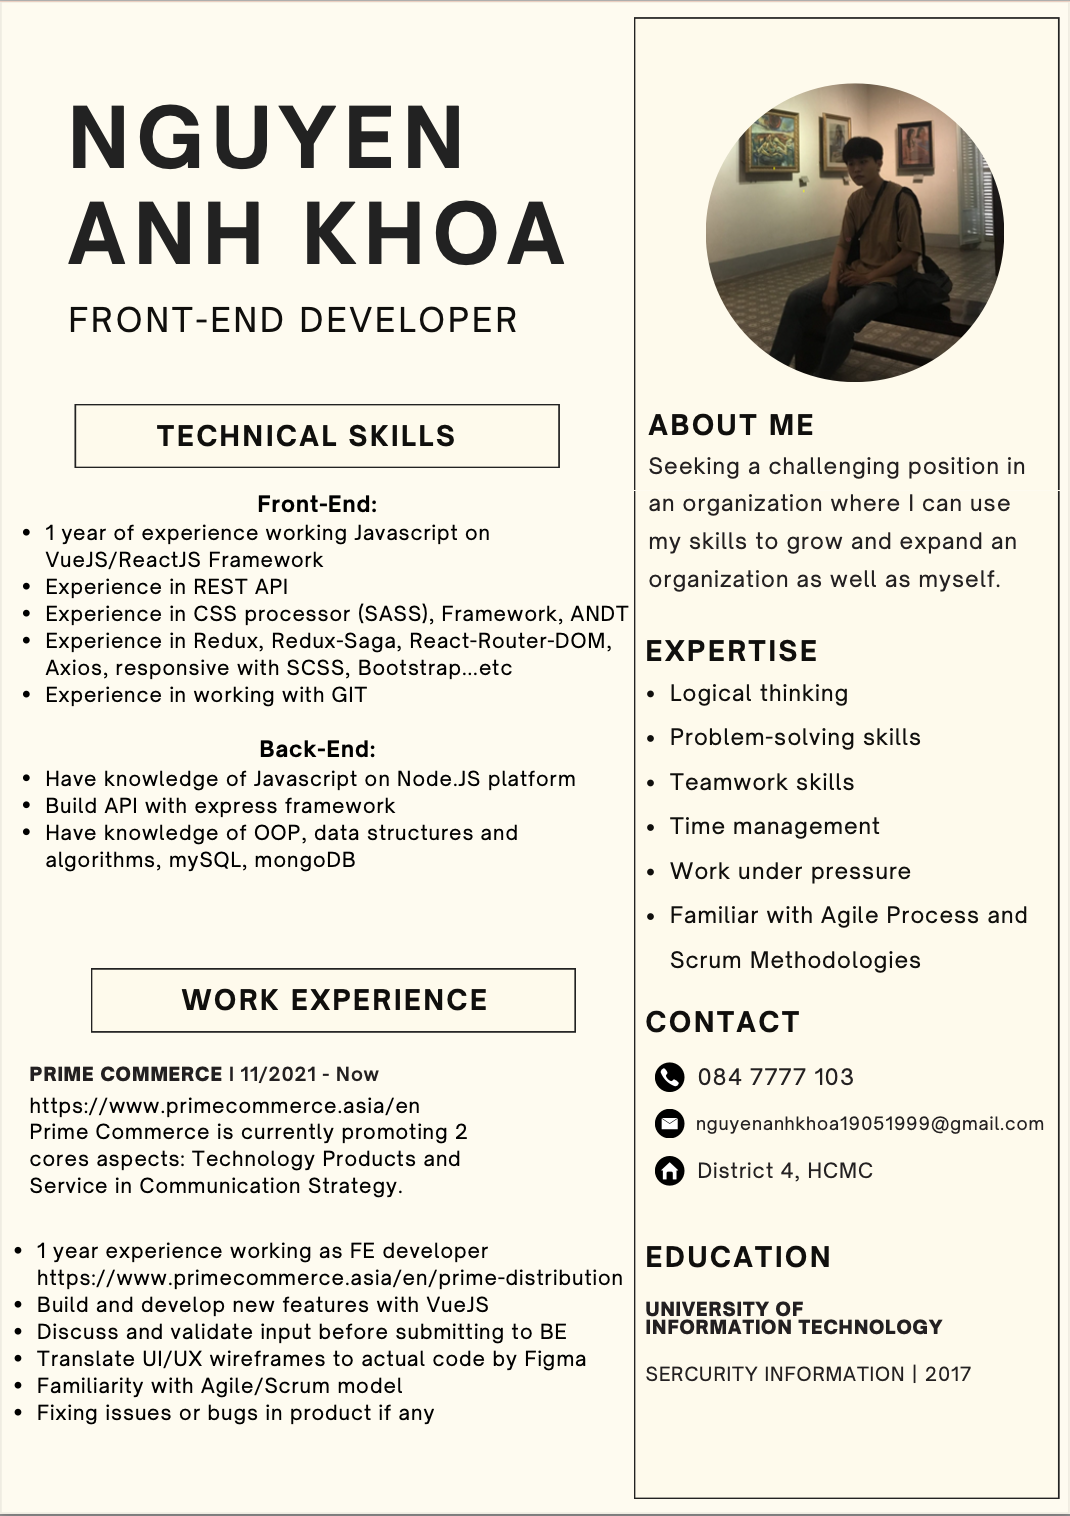 NGUYEN
ANH KHOA
FRONT-END DEVELOPER
TECHNICAL SKILLS
Front-End:
• 1 year of experience working Javascript on
VueJS/ReactJS Framework
• Experience in REST API
• Experience in CSS processor (SASS), Framework, ANDT
• Experience in Redux, Redux-Saga, React-Router-DOM,
Axios, responsive with SCSS, Bootstrap...etc
• Experience in working with GIT
Back-End:
• Have knowledge of Javascript on Node.JS platform
• Build API with express framework
• Have knowledge of OOP, data structures and
algorithms, mySQL, mongoDB
WORK EXPERIENCE
PRIME COMMERCE I 11/2021 - Now
https://www.primecommerce.asia/en
Prime Commerce is currently promoting 2
cores aspects: Technology Products and
Service in Communication Strategy.
• 1 year experience working as FE developer
https://www.primecommerce.asia/en/prime-distribution
• Build and develop new features with VueJS
• Discuss and validate input before submitting to BE
• Translate UI/UX wireframes to actual code by Figma
• Familiarity with Agile/Scrum model
• Fixing issues or bugs in product if any
ABOUT ME
Seeking a challenging position in
an organization where I can use
my skills to grow and expand an
organization as well as myself.
EXPERTISE
• Logical thinking
• Problem-solving skills
• Teamwork skills
• Time management
• Work under pressure
• Familiar with Agile Process and
Scrum Methodologies
CONTACT
084 7777 103
nguyenanhkhoa19051999@gmail.com
District 4, HCMC
EDUCATION
UNIVERSITY OF
INFORMATION TECHNOLOGY
SERCURITY INFORMATION | 2017